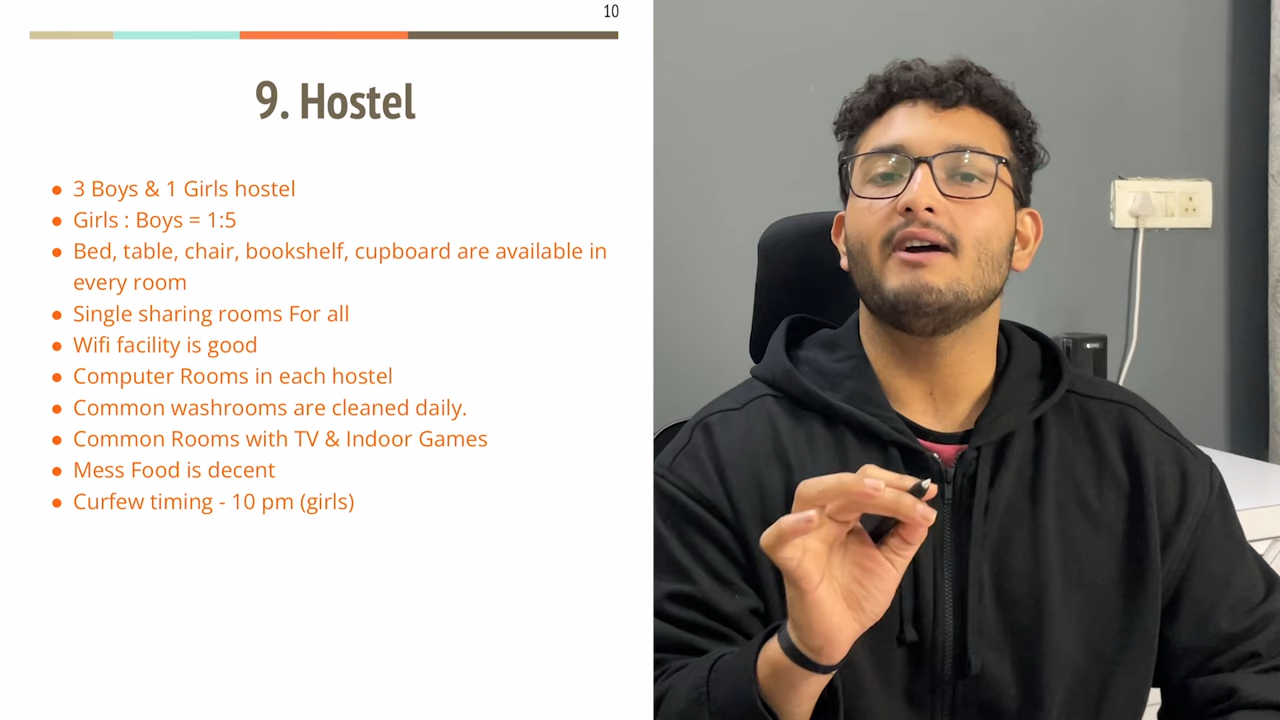 10
9. Hostel
● 3 Boys & 1 Girls hostel
● Girls : Boys = 1:5
● Bed, table, chair, bookshelf, cupboard are available in
every room
● Single sharing rooms For all
● Wifi facility is good
● Computer Rooms in each hostel
● Common washrooms are cleaned daily.
● Common Rooms with TV & Indoor Games
● Mess Food is decent
● Curfew timing - 10 pm (girls)